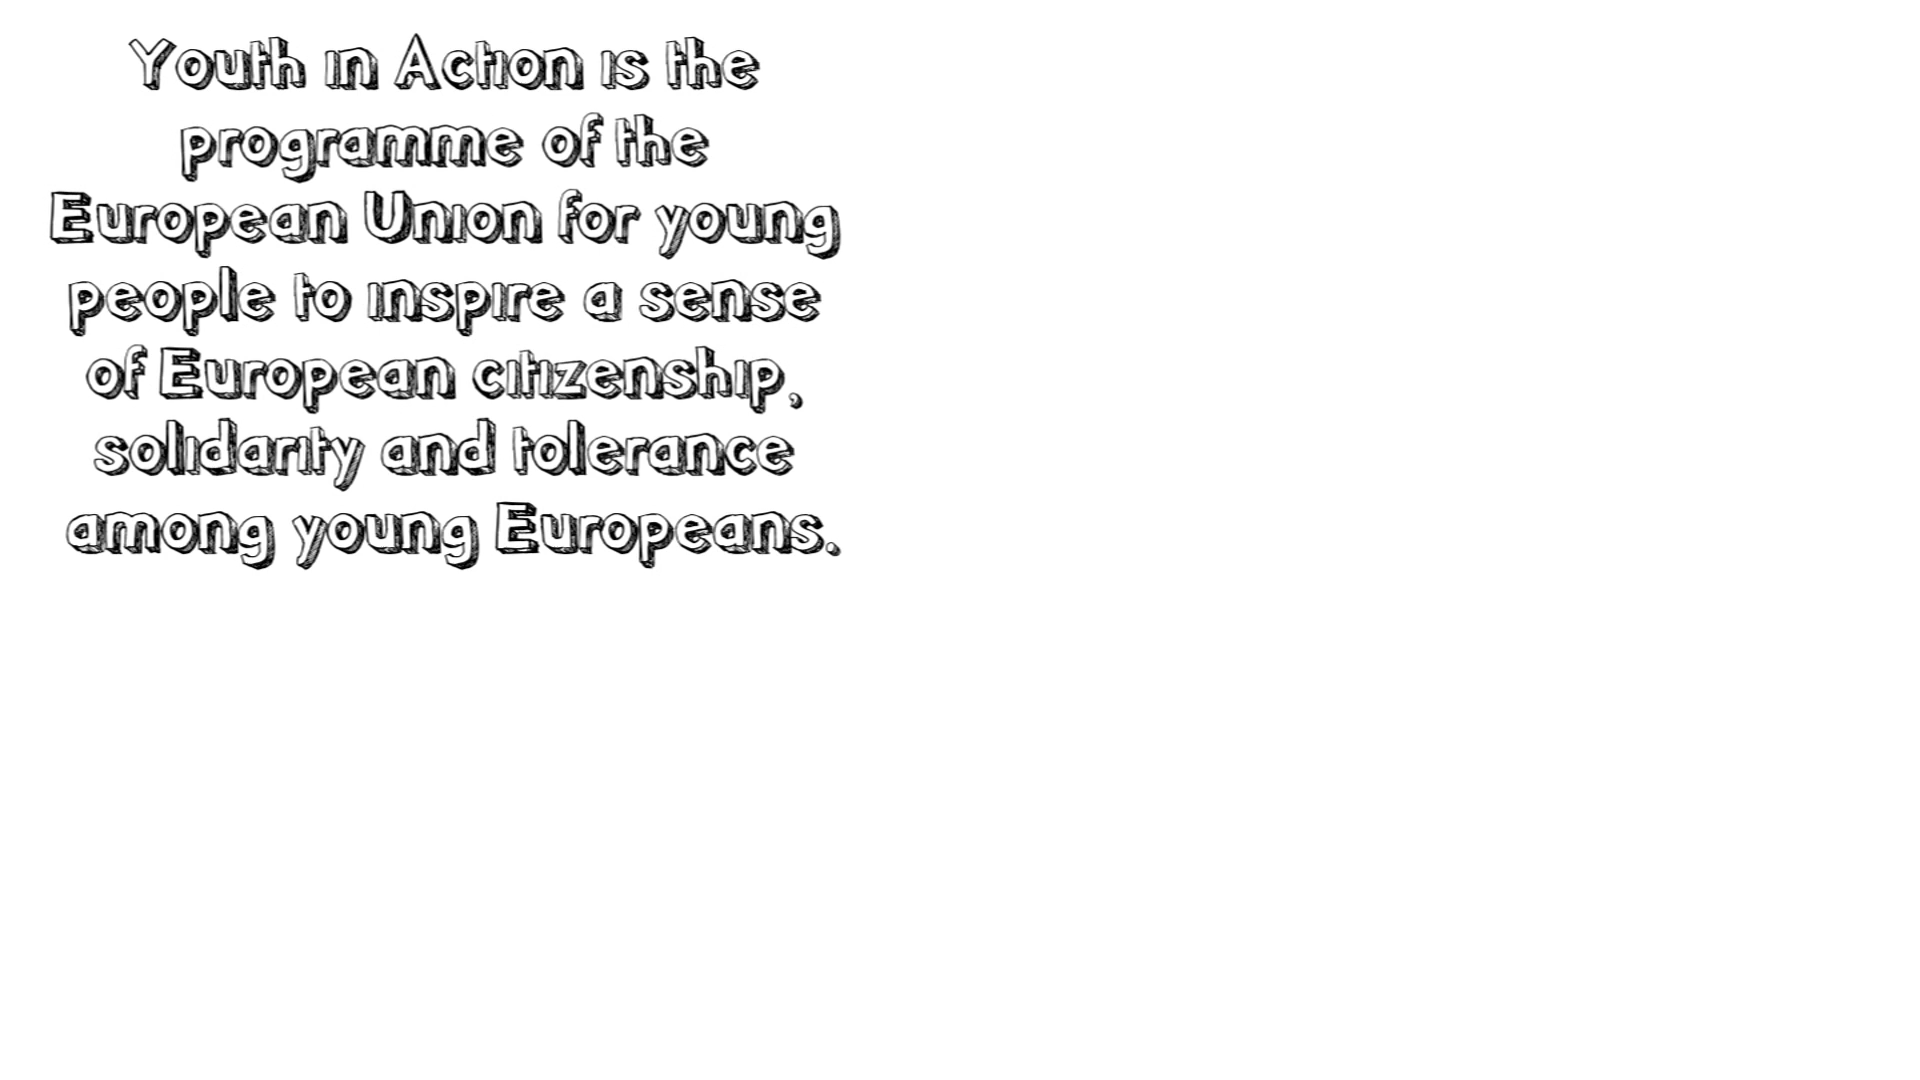 Youth in Action is the
programme of the
European Union for young
people to inspire a sense
of European citizenship,
solidarity and tolerance
among young Europeans.